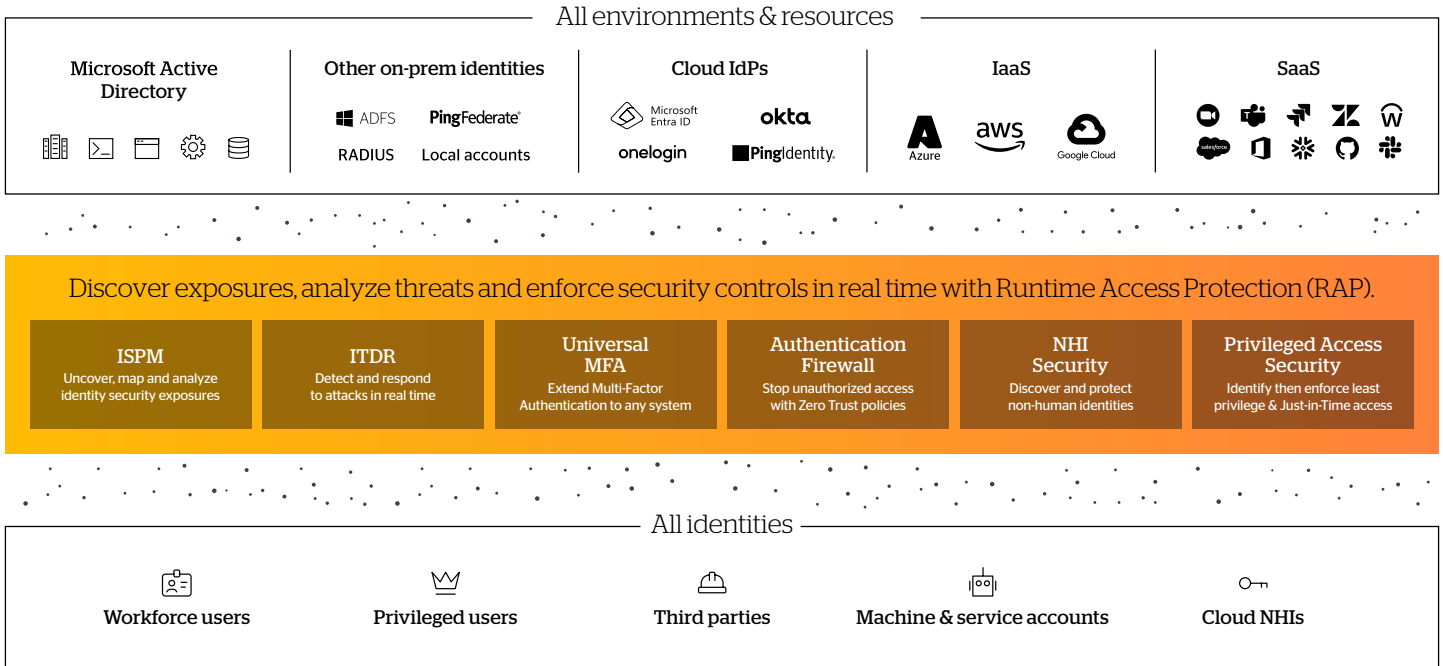 All environments & resources
Microsoft Active
Directory
Other on-prem identities
ADFS
PingFederate®
RADIUS
Local accounts
Cloud IdPs
Microsoft
Entra ID
okta
onelogin
PingIdentity.
IaaS
Azure
aws
Google Cloud
SaaS
salesforce
Discover exposures, analyze threats and enforce security controls in real time with Runtime Access Protection (RAP).
ISPM
Uncover, map and analyze
identity security exposures
ITDR
Detect and respond
to attacks in real time
Universal
MFA
Extend Multi-Factor
Authentication to any system
Authentication
Firewall
Stop unauthorized access
with Zero Trust policies
NHI
Security
Discover and protect
non-human identities
Privileged Access
Security
Identify then enforce least
privilege & Just-in-Time access
All identities
Workforce users
Privileged users
Third parties
Machine & service accounts
Cloud NHIs